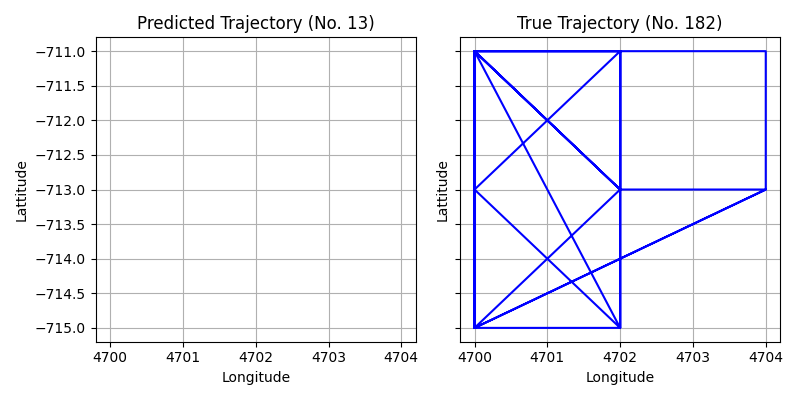 Predicted Trajectory (No. 13)
True Trajectory (No. 182)
Lattitude
−711.0
−711.5
−712.0
−712.5
−713.0
−713.5
−714.0
−714.5
−715.0
4700 4701 4702 4703 4704
Longitude
Lattitude
4700 4701 4702 4703 4704
Longitude